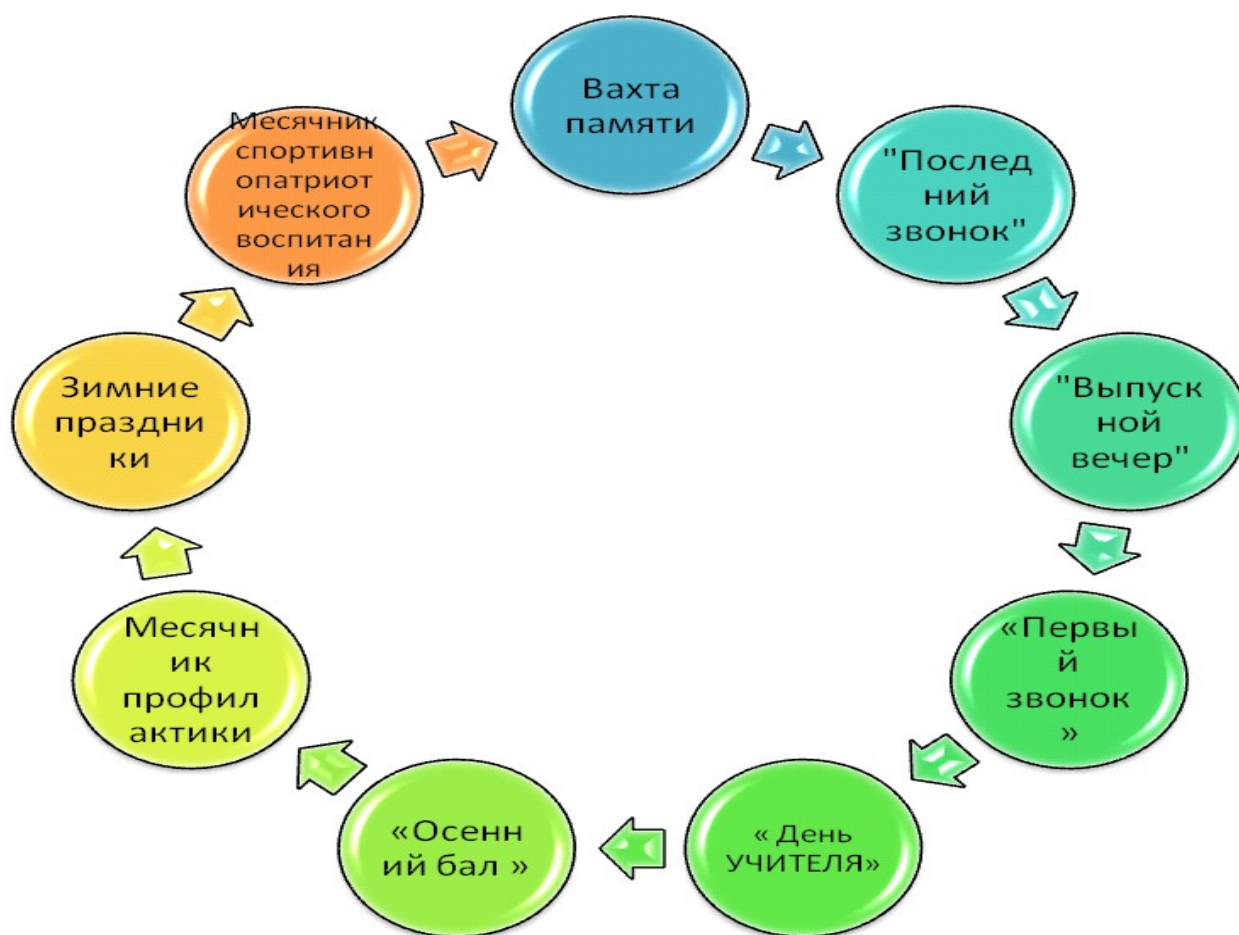 Вахта
памяти
"Послед
ний
звонок"
"Выпуск
ной
вечер"
«Первы
й
звонок
»
« День
УЧИТЕЛЯ»
«Осенн
ий бал »
Месячн
ик
профил
актики
Зимние
праздни
ки
Месячник
спортивн
опатриот
ического
воспитан
ия